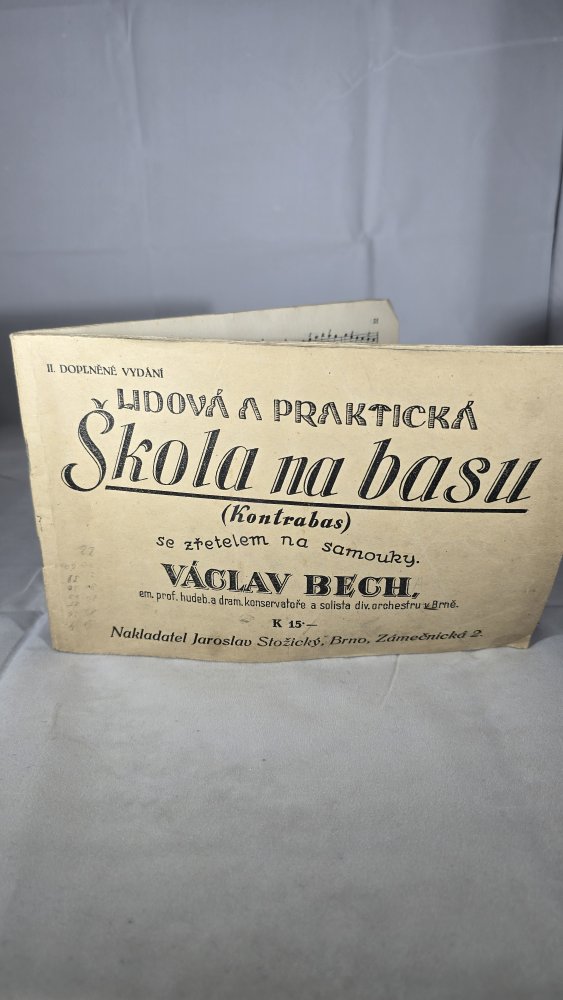 II. DOPLNĚNÉ VYDÁNÍ
LIDOVÁ A PRAKTICKÁ
Škola na basu
(Kontrabas)
se zřetelem na samouky.
VÁCLAV BECH,
em. prof. hudeb. a dram. konservatoře a solista div. orchestru v Brně.
K 15·—
Nakladatel Jaroslav Stožický, Brno, Zámečnická 2.